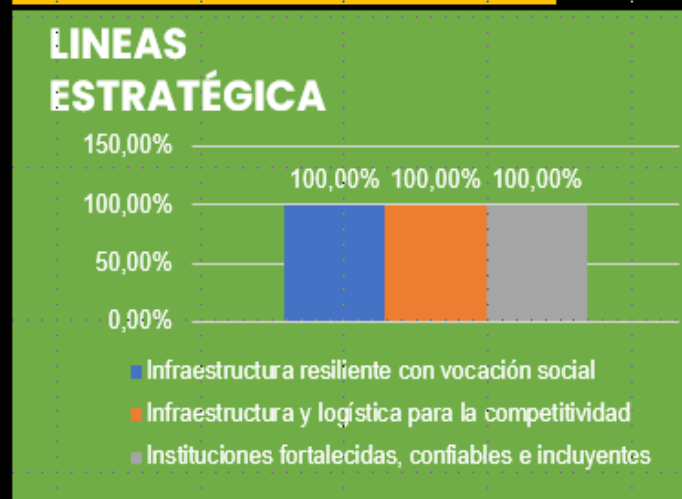 LINEAS
ESTRATÉGICA
150,00%
100,00% 100,00% 100,00%
100,00%
50,00%
0,00%
Infraestructura resiliente con vocación social
Infraestructura y logística para la competitividad
Instituciones fortalecidas, confiables e incluyentes